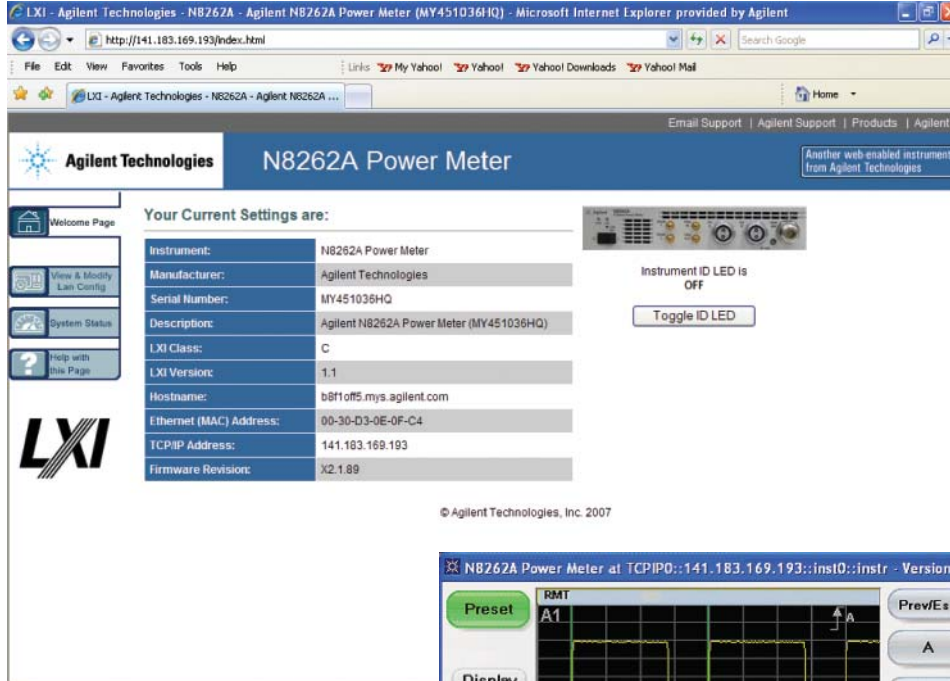 LXI - Agilent Technologies - N8262A - Agilent N8262A Power Meter (MY451036HQ) - Microsoft Internet Explorer provided by Agilent
http://141.183.169.193/index.html
Search Google
File Edit View Favorites Tools Help
Links My Yahoo! Yahoo! Yahoo! Downloads Yahoo! Mail
LXI - Agilent Technologies - N8262A - Agilent N8262A ...
Home
Email Support | Agilent Support | Products | Agilent
Agilent Technologies
N8262A Power Meter
Another web-enabled instrument
from Agilent Technologies
Welcome Page
View & Modify
Lan Config
System Status
Help with
this Page
LXI
Your Current Settings are:
Instrument: N8262A Power Meter
Manufacturer: Agilent Technologies
Serial Number: MY451036HQ
Description: Agilent N8262A Power Meter (MY451036HQ)
LXI Class: C
LXI Version: 1.1
Hostname: b8f1off5.mys.agilent.com
Ethernet (MAC) Address: 00-30-D3-0E-0F-C4
TCP/IP Address: 141.183.169.193
Firmware Revision: X2.1.89
Instrument ID LED is
OFF
Toggle ID LED
© Agilent Technologies, Inc. 2007
N8262A Power Meter at TCPIP0::141.183.169.193::inst0::instr - Version
Preset
RMT
A1
A
Prev/Es
A
Display